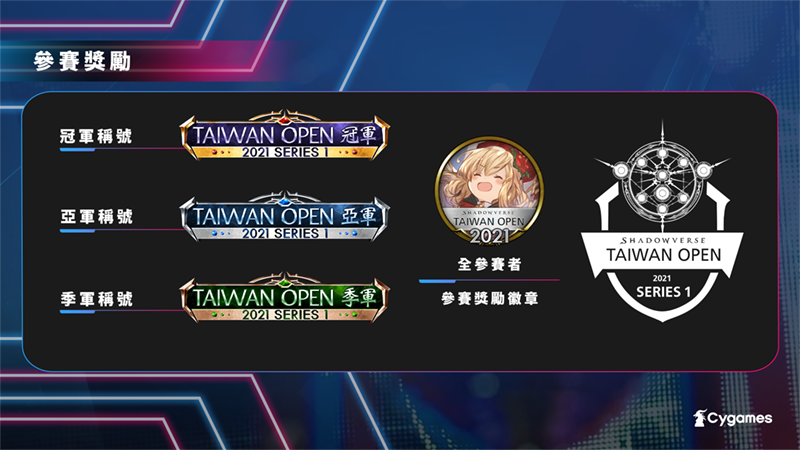 參賽獎勵
冠軍稱號
TAIWAN OPEN 冠軍
2021 SERIES 1
亞軍稱號
TAIWAN OPEN 亞軍
2021 SERIES 1
季軍稱號
TAIWAN OPEN 季軍
2021 SERIES 1
SHADOWVERSE
TAIWAN OPEN
2021
全參賽者
參賽獎勵徽章
SHADOWVERSE
TAIWAN OPEN
2021
SERIES 1
Cygames